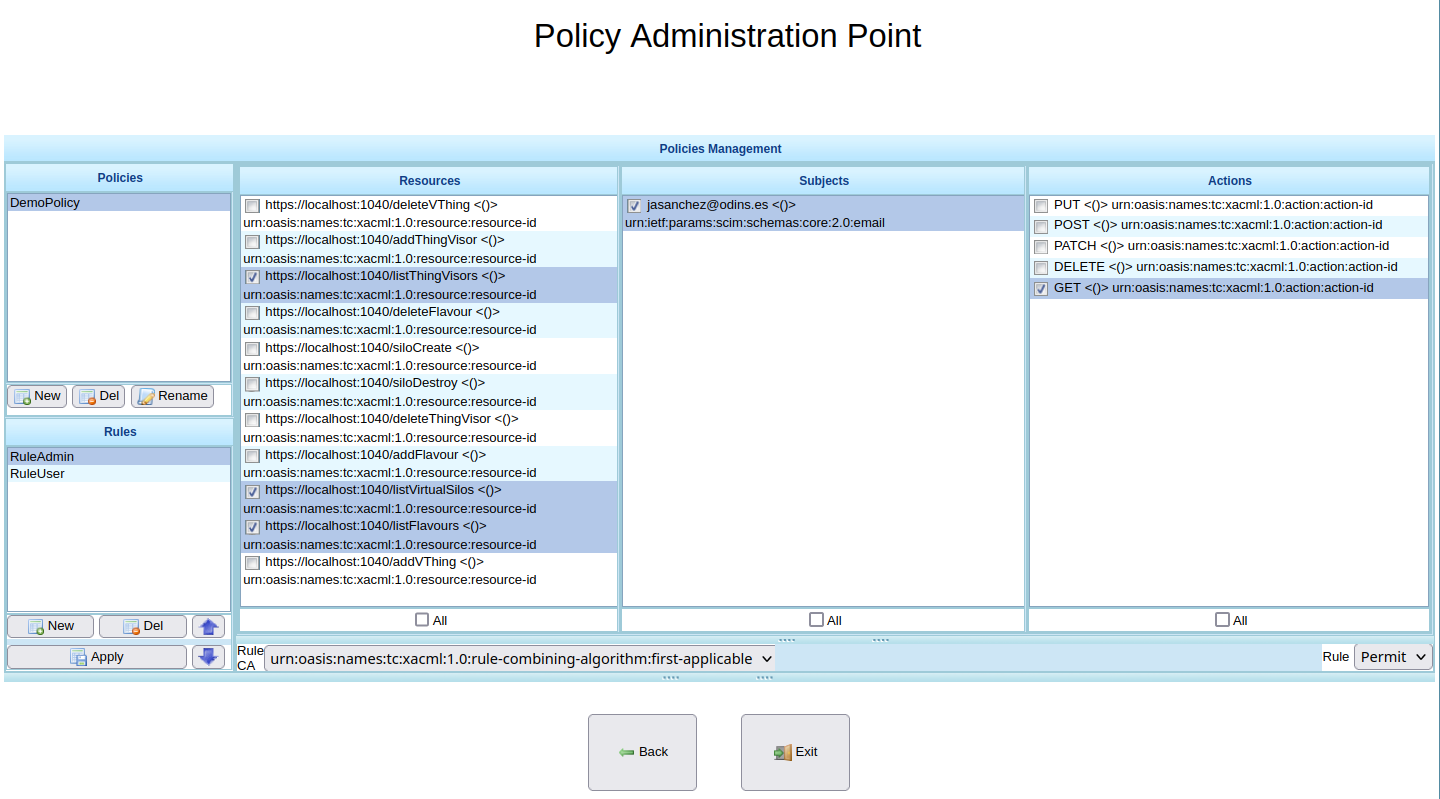 Policy Administration Point
Policies Management
Policies
DemoPolicy
New
Del
Rename
Rules
RuleAdmin
RuleUser
New
Del
Apply
Resources
https://localhost:1040/deleteVThing <()>
urn:oasis:names:tc:xacml:1.0:resource:resource-id
https://localhost:1040/addThingVisor <()>
urn:oasis:names:tc:xacml:1.0:resource:resource-id
https://localhost:1040/listThingVisors <()>
urn:oasis:names:tc:xacml:1.0:resource:resource-id
https://localhost:1040/deleteFlavour <()>
urn:oasis:names:tc:xacml:1.0:resource:resource-id
https://localhost:1040/siloCreate <()>
urn:oasis:names:tc:xacml:1.0:resource:resource-id
https://localhost:1040/siloDestroy <()>
urn:oasis:names:tc:xacml:1.0:resource:resource-id
https://localhost:1040/deleteThingVisor <()>
urn:oasis:names:tc:xacml:1.0:resource:resource-id
https://localhost:1040/addFlavour <()>
urn:oasis:names:tc:xacml:1.0:resource:resource-id
https://localhost:1040/listVirtualSilos <()>
urn:oasis:names:tc:xacml:1.0:resource:resource-id
https://localhost:1040/listFlavours <()>
urn:oasis:names:tc:xacml:1.0:resource:resource-id
https://localhost:1040/addVThing <()>
urn:oasis:names:tc:xacml:1.0:resource:resource-id
All
Subjects
jasanchez@odins.es <()>
urn:ietf:params:scim:schemas:core:2.0:email
All
Actions
PUT <()> urn:oasis:names:tc:xacml:1.0:action:action-id
POST <()> urn:oasis:names:tc:xacml:1.0:action:action-id
PATCH <()> urn:oasis:names:tc:xacml:1.0:action:action-id
DELETE <()> urn:oasis:names:tc:xacml:1.0:action:action-id
GET <()> urn:oasis:names:tc:xacml:1.0:action:action-id
All
Rule
CA
urn:oasis:names:tc:xacml:1.0:rule-combining-algorithm:first-applicable
Rule
Permit
Back
Exit